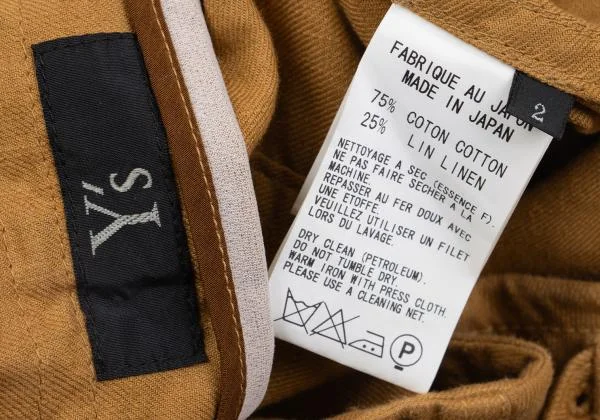 Y's
FABRIQUE AU JAPON
MADE IN JAPAN
2
75% COTON COTTON
25% LIN LINEN
NETTOYAGE A SEC (ESSENCE F).
NE PAS FAIRE SECHER A LA
MACHINE.
REPASSER AU FER DOUX AVEC
UNE ETOFFE.
VEUILLEZ UTILISER UN FILET
LORS DU LAVAGE.
DRY CLEAN (PETROLEUM).
DO NOT TUMBLE DRY.
WARM IRON WITH PRESS CLOTH.
PLEASE USE A CLEANING NET.
P